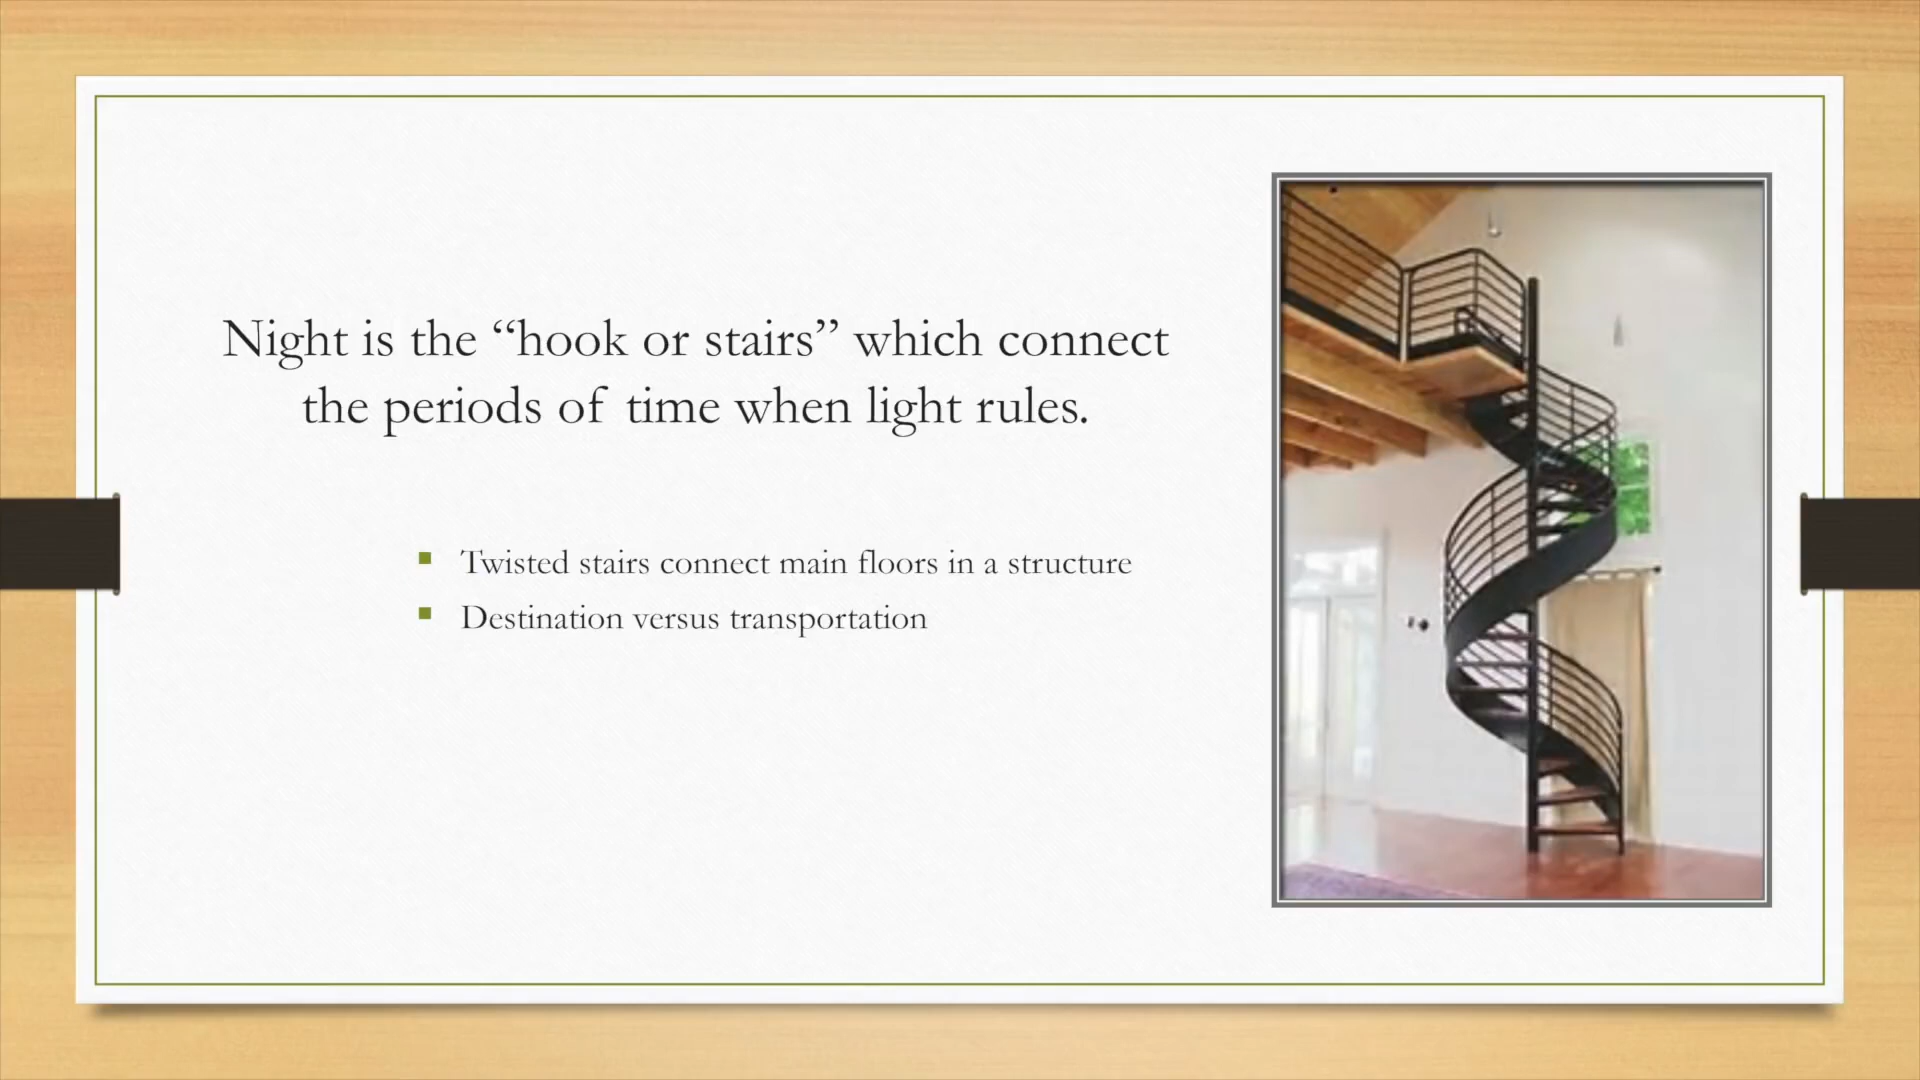 Night is the “hook or stairs” which connect
the periods of time when light rules.
Twisted stairs connect main floors in a structure
Destination versus transportation